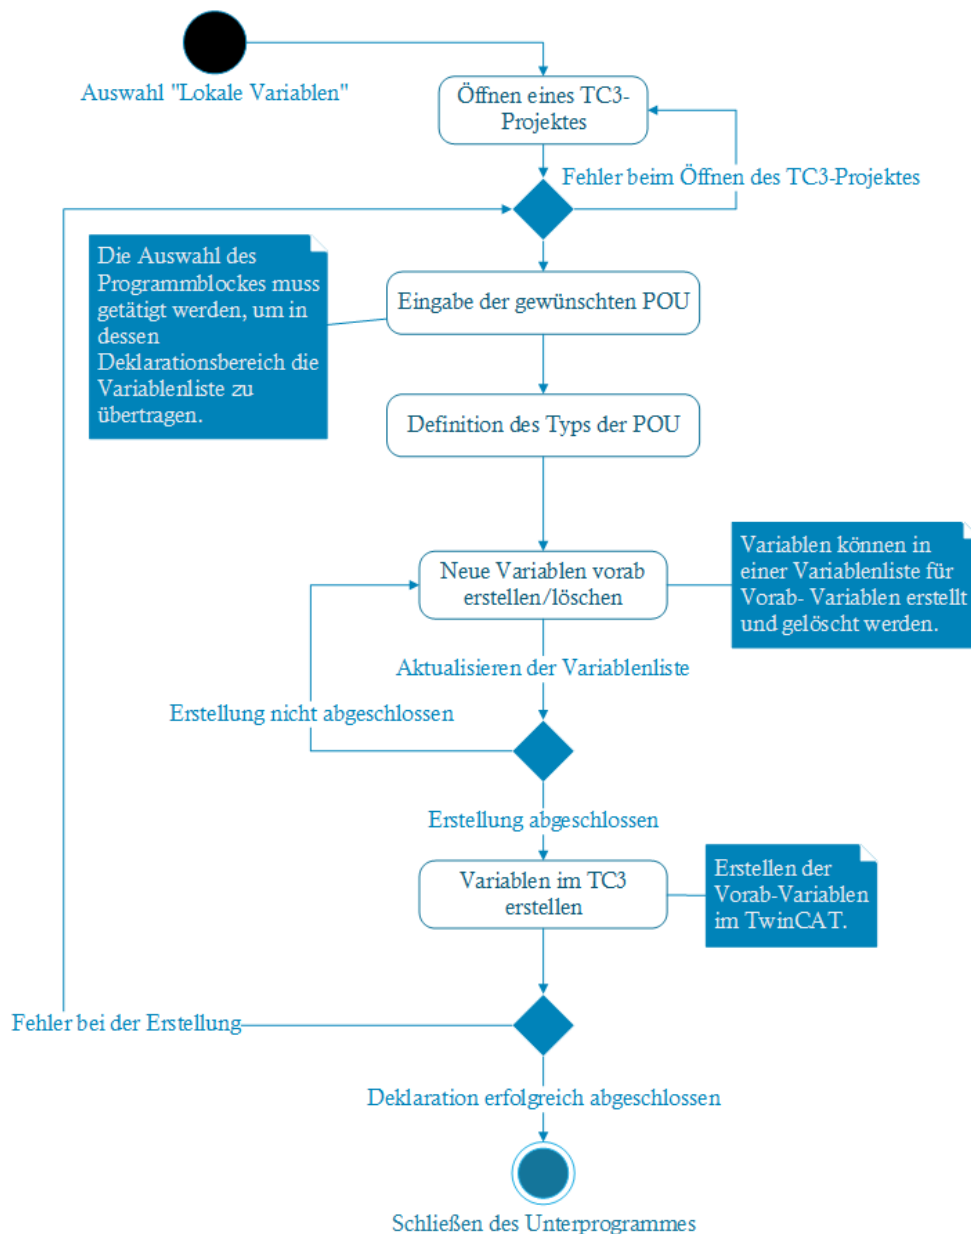 Auswahl "Lokale Variablen"
Öffnen eines TC3-
Projektes
Fehler beim Öffnen des TC3-Projektes
Die Auswahl des
Programmblockes muss
getätigt werden, um in
dessen
Deklarationsbereich die
Variablenliste zu
übertragen.
Eingabe der gewünschten POU
Definition des Typs der POU
Neue Variablen vorab
erstellen/löschen
Variablen können in
einer Variablenliste für
Vorab- Variablen erstellt
und gelöscht werden.
Aktualisieren der Variablenliste
Erstellung nicht abgeschlossen
Erstellung abgeschlossen
Variablen im TC3
erstellen
Erstellen der
Vorab-Variablen
im TwinCAT.
Fehler bei der Erstellung
Deklaration erfolgreich abgeschlossen
Schließen des Unterprogrammes